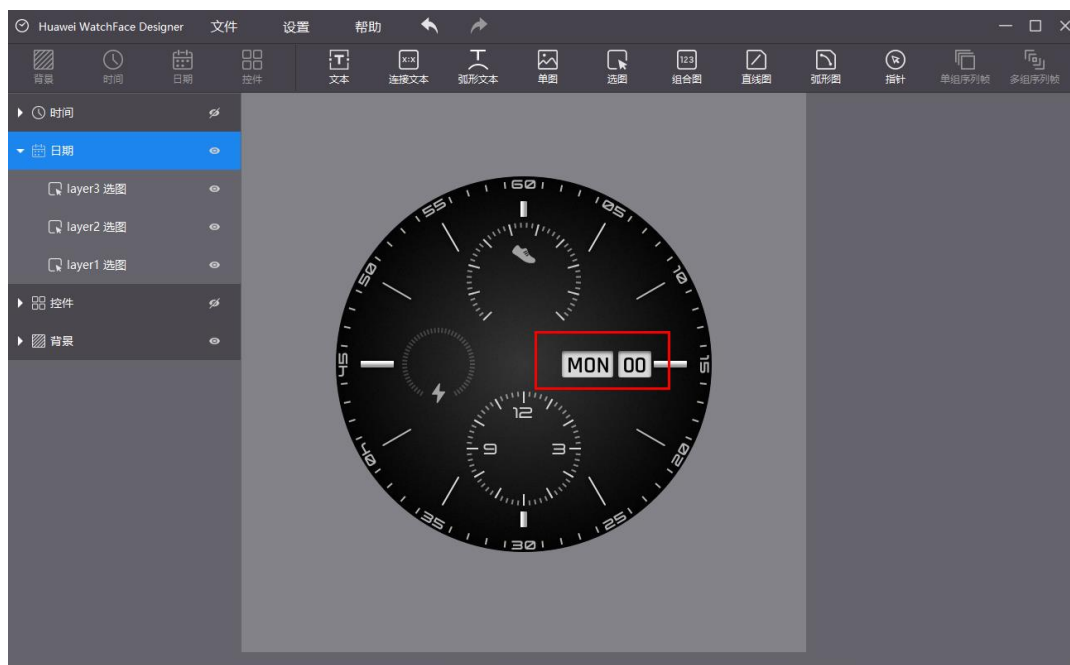 Huawei WatchFace Designer 文件 设置 帮助
背景 时间 日期 控件 文本 连接文本 弧形文本 单图 选图 组合图 直线图 弧形图 指针 单组序列帧 多组序列帧
T x:x T 123
时间
日期
layer3 选图
layer2 选图
layer1 选图
控件
背景
60
55 05
50 10
45 MON 00 15
12
9 3
40 20
35 25
30